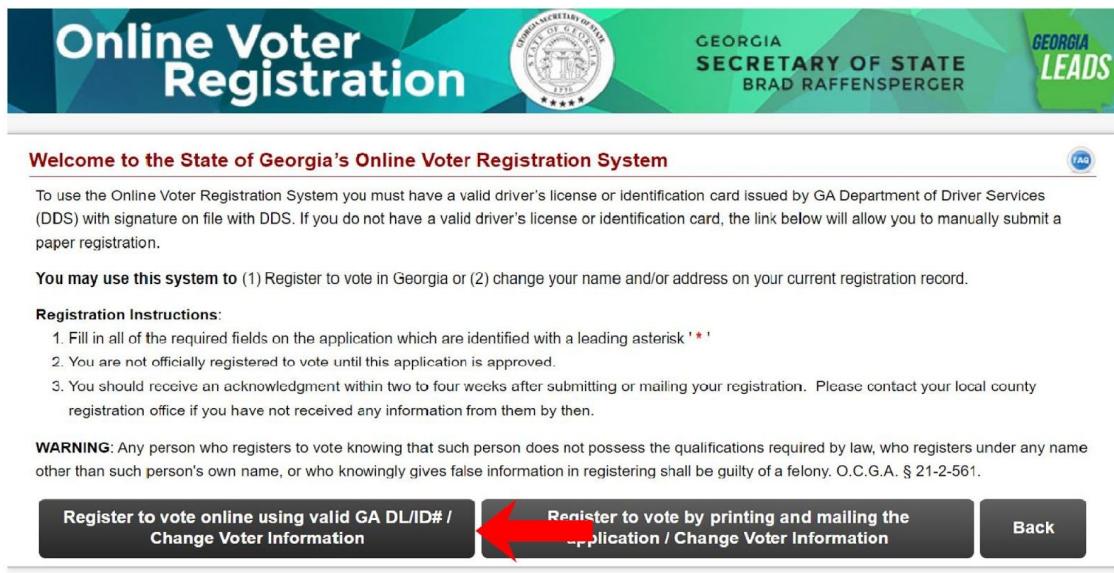 Online Voter
Registration
STATE OF GEORGIA
1776
GEORGIA
SECRETARY OF STATE
BRAD RAFFENSPERGER
GEORGIA
LEADS
Welcome to the State of Georgia's Online Voter Registration System
FAQ
To use the Online Voter Registration System you must have a valid driver's license or identification card issued by GA Department of Driver Services
(DDS) with signature on file with DDS. If you do not have a valid driver's license or identification card, the link below will allow you to manually submit a
paper registration.
You may use this system to (1) Register to vote in Georgia or (2) change your name and/or address on your current registration record.
Registration Instructions:
1. Fill in all of the required fields on the application which are identified with a leading asterisk ' * '
2. You are not officially registered to vote until this application is approved.
3. You should receive an acknowledgment within two to four weeks after submitting or mailing your registration. Please contact your local county
registration office if you have not received any information from them by then.
WARNING: Any person who registers to vote knowing that such person does not possess the qualifications required by law, who registers under any name
other than such person's own name, or who knowingly gives false information in registering shall be guilty of a felony. O.C.G.A. § 21-2-561.
Register to vote online using valid GA DL/ID# /
Change Voter Information
Register to vote by printing and mailing the
application / Change Voter Information
Back